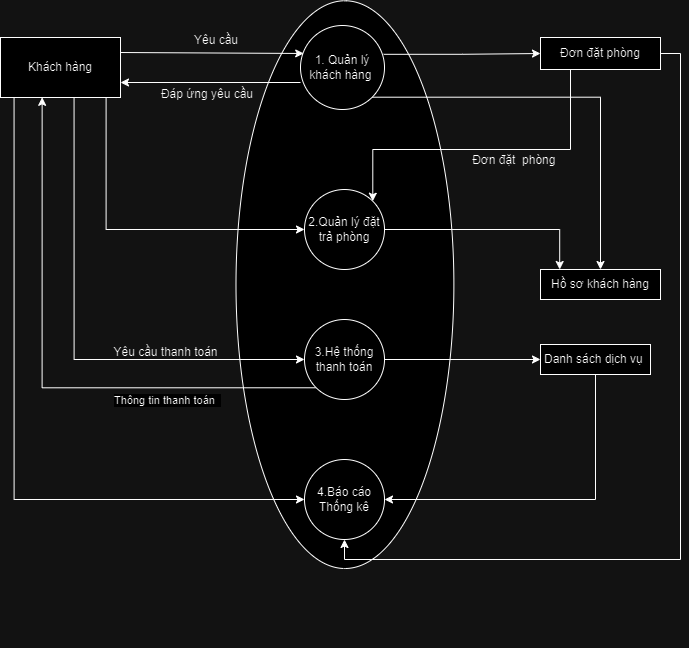 Yêu cầu
1. Quản lý
khách hàng
Đơn đặt phòng
Khách hàng
Đáp ứng yêu cầu
Đơn đặt phòng
2.Quản lý đặt
trả phòng
Hồ sơ khách hàng
Yêu cầu thanh toán
3.Hệ thống
thanh toán
Danh sách dịch vụ
Thông tin thanh toán
4.Báo cáo
Thống kê